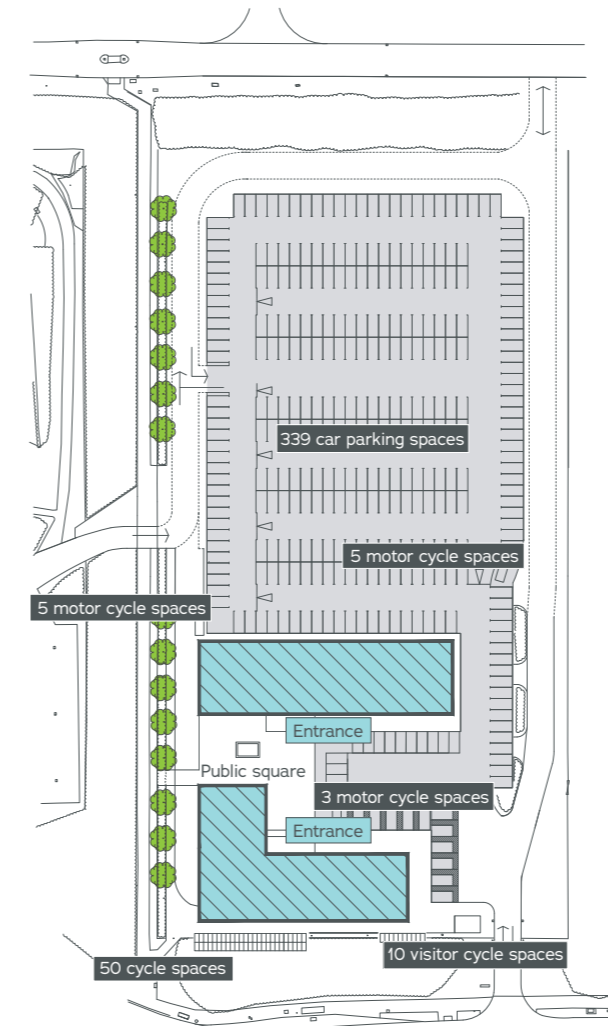 339 car parking spaces
5 motor cycle spaces
5 motor cycle spaces
Entrance
Public square
3 motor cycle spaces
Entrance
10 visitor cycle spaces
50 cycle spaces